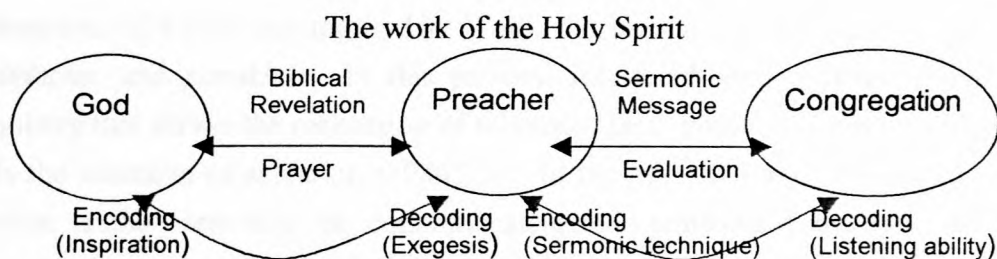 The work of the Holy Spirit
God
Biblical
Revelation
Prayer
Preacher
Sermonic
Message
Evaluation
Congregation
Encoding
(Inspiration)
Decoding
(Exegesis)
Encoding
(Sermonic technique)
Decoding
(Listening ability)